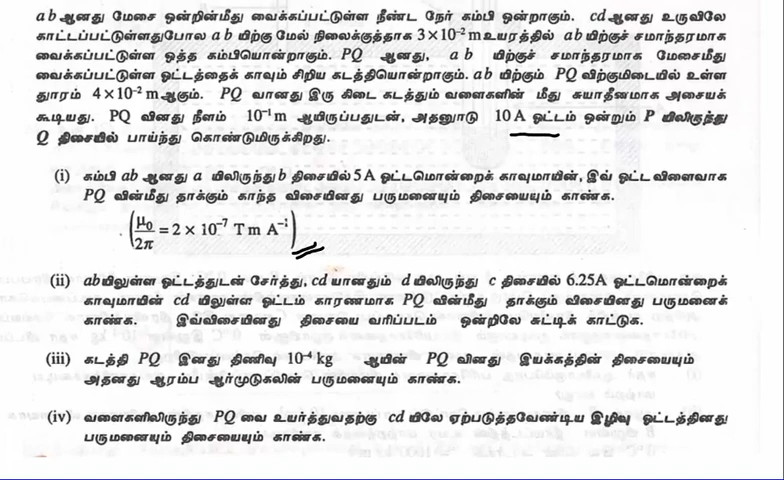 ab ஆனது மேசை ஒன்றின்மீது வைக்கப்பட்டுள்ள நீண்ட நேர் கம்பி ஒன்றாகும். cd ஆனது உருவிலே
காட்டப்பட்டுள்ளதுபோல a b யிற்கு மேல் நிலைக்குத்தாக 3×10⁻² m உயரத்தில் ab யிற்குச் சமாந்தரமாக
வைக்கப்பட்டுள்ள ஒத்த கம்பியொன்றாகும். PQ ஆனது, a b யிற்குச் சமாந்தரமாக மேசைமீது
வைக்கப்பட்டுள்ள ஓட்டத்தைக் காவும் சிறிய கடத்தியொன்றாகும். ab யிற்கும் PQ விற்குமிடையில் உள்ள
தூரம் 4×10⁻² m ஆகும். PQ வானது இரு கிடை கடத்தும் வளைகளின் மீது சுயாதீனமாக அசையக்
கூடியது. PQ வினது நீளம் 10⁻¹ m ஆயிருப்பதுடன், அதனூடு 10 A ஓட்டம் ஒன்றும் P யிலிருந்து
Q திசையில் பாய்ந்து கொண்டுமிருக்கிறது.
(i) கம்பி ab ஆனது a யிலிருந்து b திசையில் 5 A ஓட்டமொன்றைக் காவுமாயின், இவ் ஓட்ட விளைவாக
PQ வின்மீது தாக்கும் காந்த விசையினது பருமனையும் திசையையும் காண்க.
(μ₀/2π = 2 × 10⁻⁷ T m A⁻¹)
(ii) ab யிலுள்ள ஓட்டத்துடன் சேர்த்து, cd யானதும் d யிலிருந்து c திசையில் 6.25A ஓட்டமொன்றைக்
காவுமாயின் cd யிலுள்ள ஓட்டம் காரணமாக PQ வின்மீது தாக்கும் விசையினது பருமனைக்
காண்க. இவ்விசையினது திசையை வரிப்படம் ஒன்றிலே சுட்டிக் காட்டுக.
(iii) கடத்தி PQ இனது திணிவு 10⁻⁴ kg ஆயின் PQ வினது இயக்கத்தின் திசையையும்
அதனது ஆரம்ப ஆர்முடுகலின் பருமனையும் காண்க.
(iv) வளைகளிலிருந்து PQ வை உயர்த்துவதற்கு cd யிலே ஏற்படுத்தவேண்டிய இழிவு ஓட்டத்தினது
பருமனையும் திசையையும் காண்க.